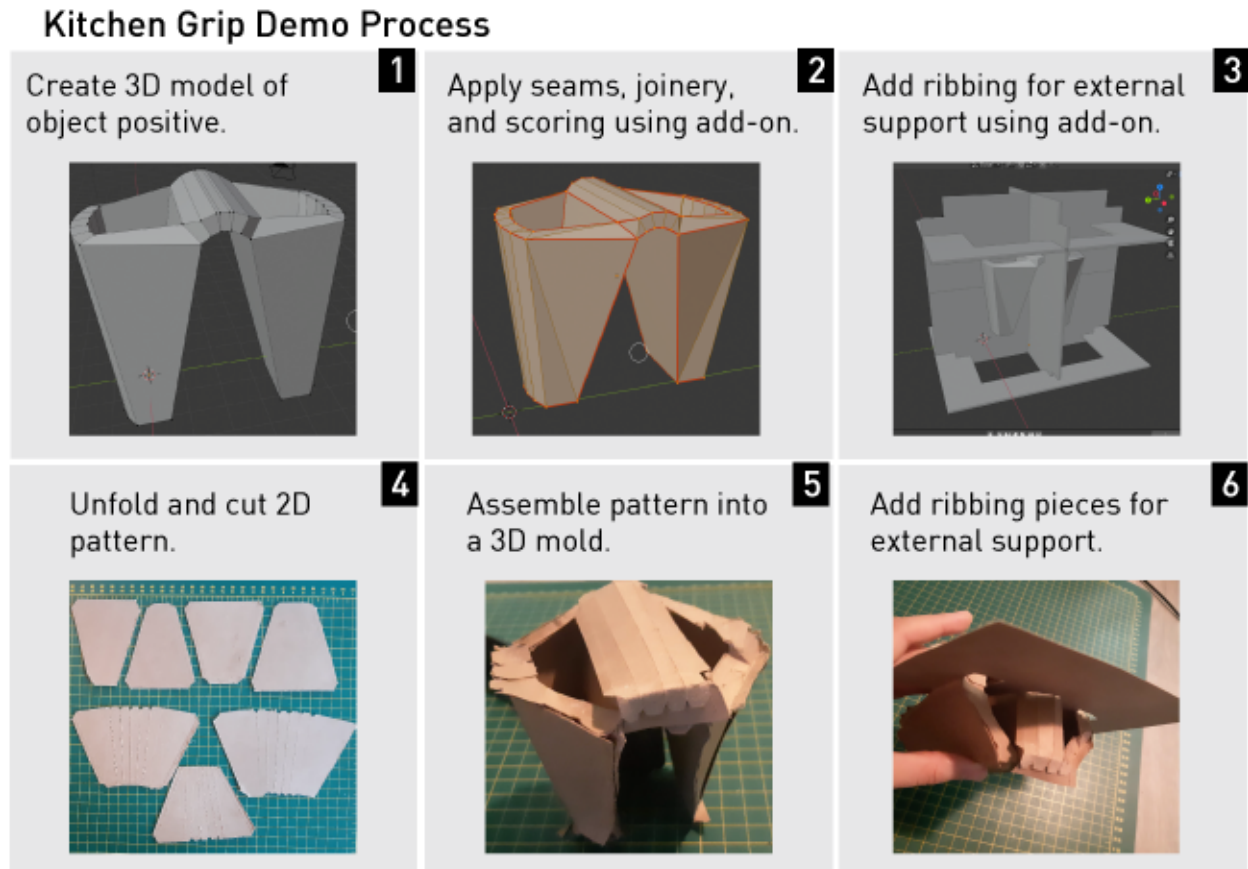 Kitchen Grip Demo Process
1
Create 3D model of
object positive.
2
Apply seams, joinery,
and scoring using add-on.
3
Add ribbing for external
support using add-on.
4
Unfold and cut 2D
pattern.
5
Assemble pattern into
a 3D mold.
6
Add ribbing pieces for
external support.